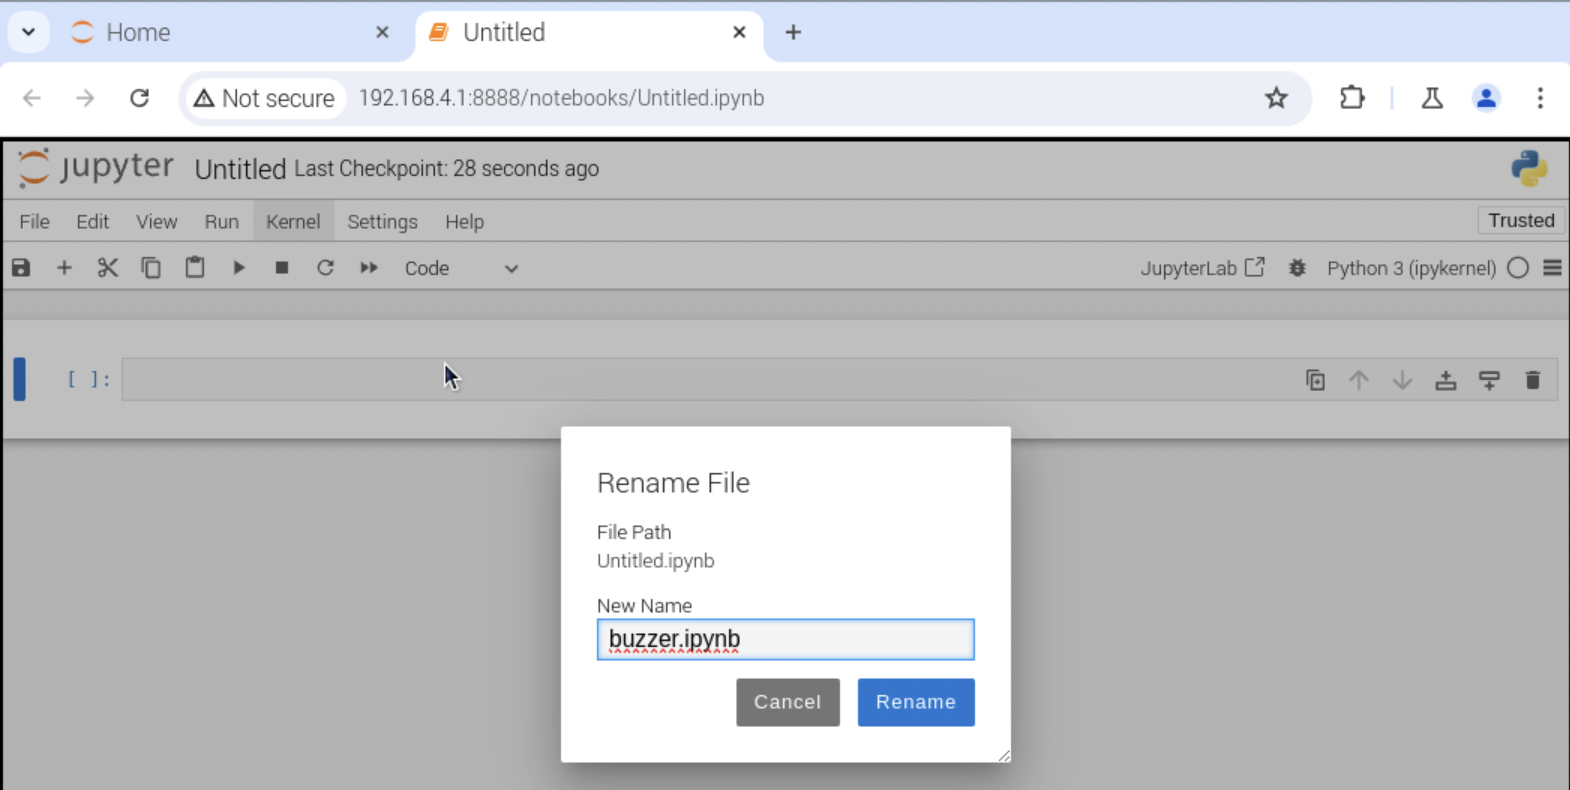 Home
Untitled
Not secure 192.168.4.1:8888/notebooks/Untitled.ipynb
jupyter Untitled Last Checkpoint: 28 seconds ago
File Edit View Run Kernel Settings Help Trusted
Code JupyterLab Python 3 (ipykernel)
[ ]:
Rename File
File Path
Untitled.ipynb
New Name
buzzer.ipynb
Cancel Rename